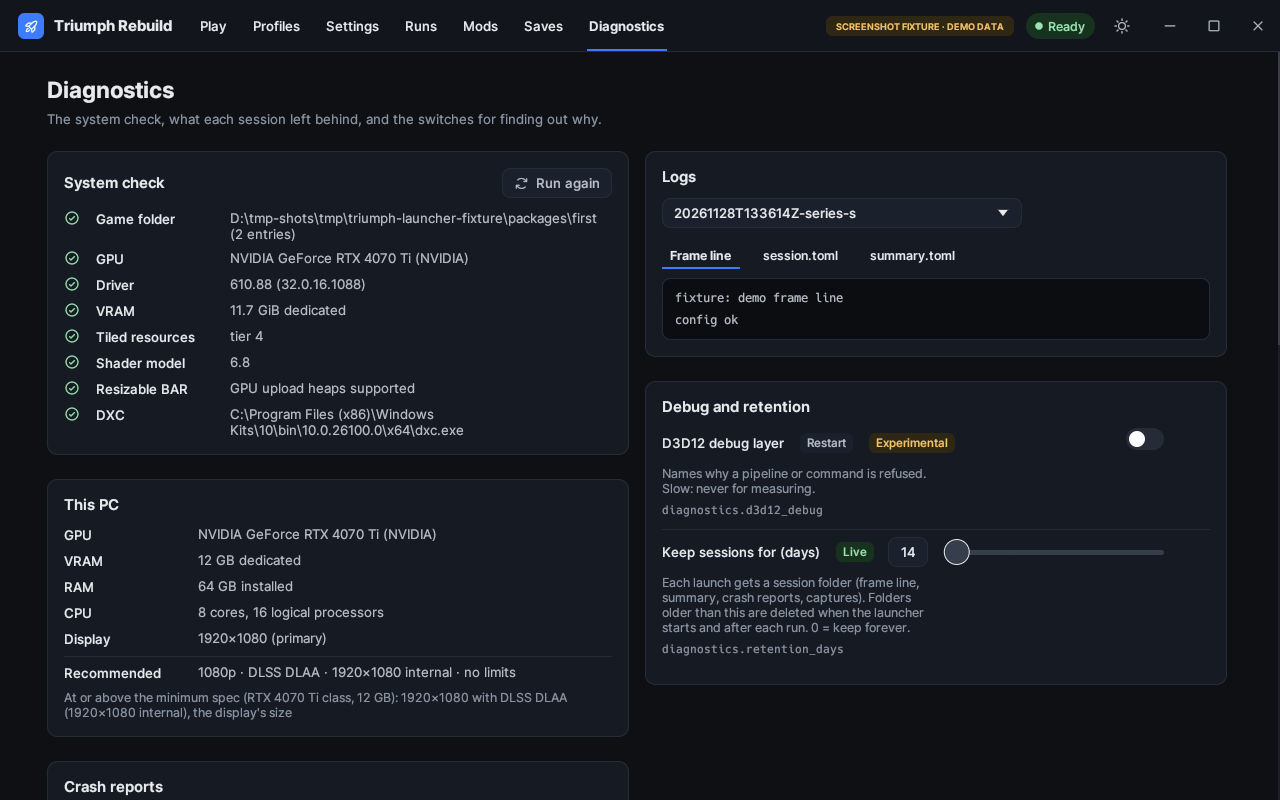 Triumph Rebuild
Play
Profiles
Settings
Runs
Mods
Saves
Diagnostics
SCREENSHOT FIXTURE · DEMO DATA
Ready
Diagnostics
The system check, what each session left behind, and the switches for finding out why.
System check
Run again
Game folder
D:\tmp-shots\tmp\triumph-launcher-fixture\packages\first
(2 entries)
GPU
NVIDIA GeForce RTX 4070 Ti (NVIDIA)
Driver
610.88 (32.0.16.1088)
VRAM
11.7 GiB dedicated
Tiled resources
tier 4
Shader model
6.8
Resizable BAR
GPU upload heaps supported
DXC
C:\Program Files (x86)\Windows
Kits\10\bin\10.0.26100.0\x64\dxc.exe
This PC
GPU
NVIDIA GeForce RTX 4070 Ti (NVIDIA)
VRAM
12 GB dedicated
RAM
64 GB installed
CPU
8 cores, 16 logical processors
Display
1920×1080 (primary)
Recommended
1080p · DLSS DLAA · 1920×1080 internal · no limits
At or above the minimum spec (RTX 4070 Ti class, 12 GB): 1920×1080 with DLSS DLAA
(1920×1080 internal), the display's size
Crash reports
Logs
20261128T133614Z-series-s
Frame line
session.toml
summary.toml
fixture: demo frame line
config ok
Debug and retention
D3D12 debug layer
Restart
Experimental
Names why a pipeline or command is refused.
Slow: never for measuring.
diagnostics.d3d12_debug
Keep sessions for (days)
Live
14
Each launch gets a session folder (frame line,
summary, crash reports, captures). Folders
older than this are deleted when the launcher
starts and after each run. 0 = keep forever.
diagnostics.retention_days